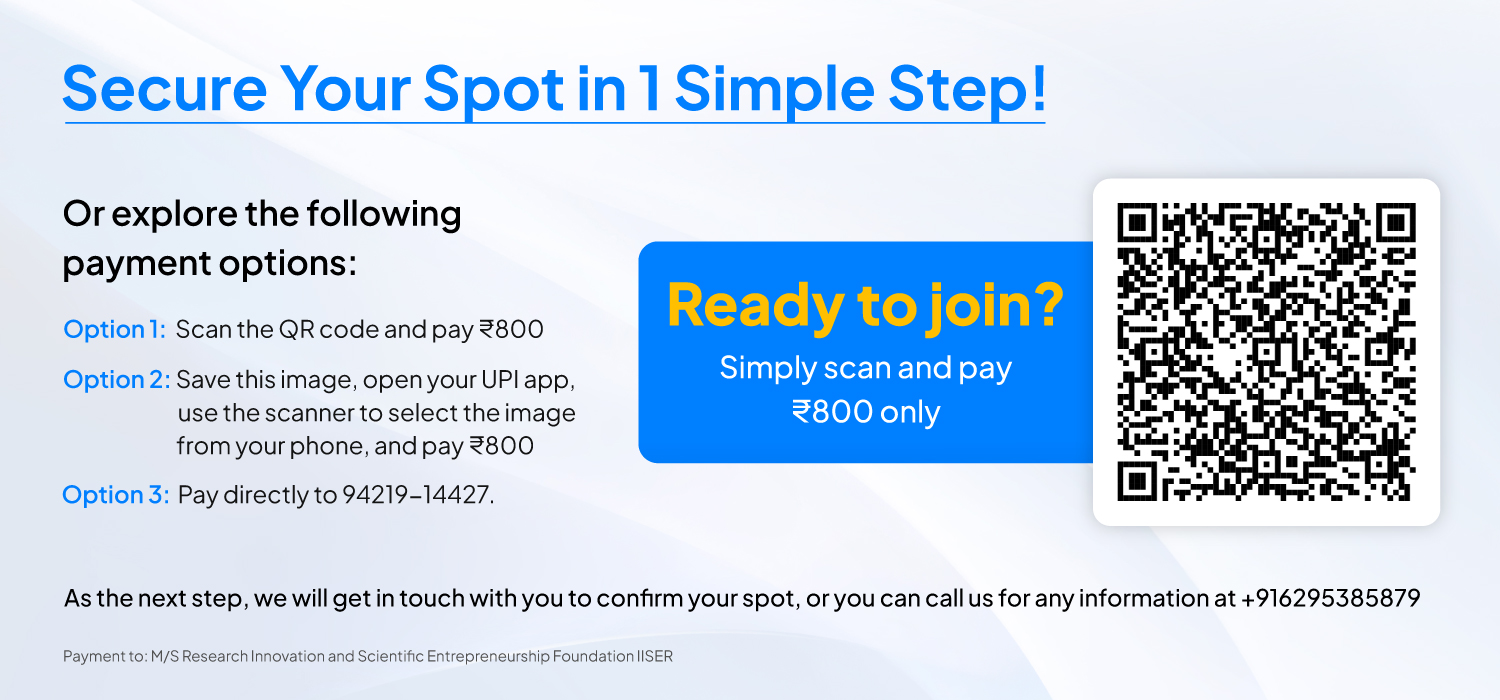 Secure Your Spot in 1 Simple Step!
Or explore the following
payment options:
Option 1: Scan the QR code and pay ₹800
Option 2: Save this image, open your UPI app,
use the scanner to select the image
from your phone, and pay ₹800
Option 3: Pay directly to 94219–14427.
Ready to join?
Simply scan and pay
₹800 only
As the next step, we will get in touch with you to confirm your spot, or you can call us for any information at +916295385879
Payment to: M/S Research Innovation and Scientific Entrepreneurship Foundation IISER